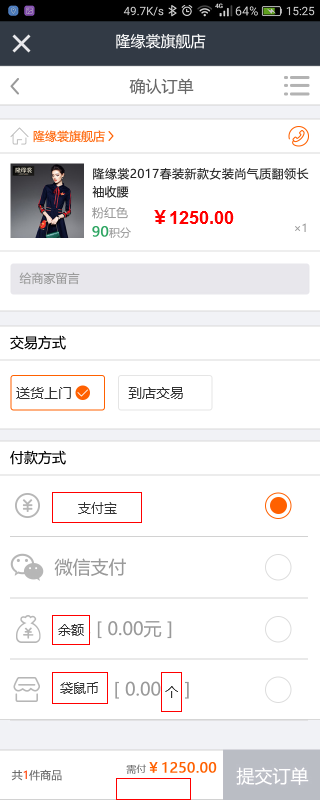 49.7K/s 4G 64% 15:25
隆缘裳旗舰店
确认订单
隆缘裳旗舰店
隆缘裳
隆缘裳2017春装新款女装尚气质翻领长
袖收腰
粉红色
¥1250.00
90积分
×1
给商家留言
交易方式
送货上门
到店交易
付款方式
支付宝
微信支付
余额 [ 0.00元 ]
袋鼠币 [ 0.00个 ]
共1件商品
需付 ¥1250.00
提交订单